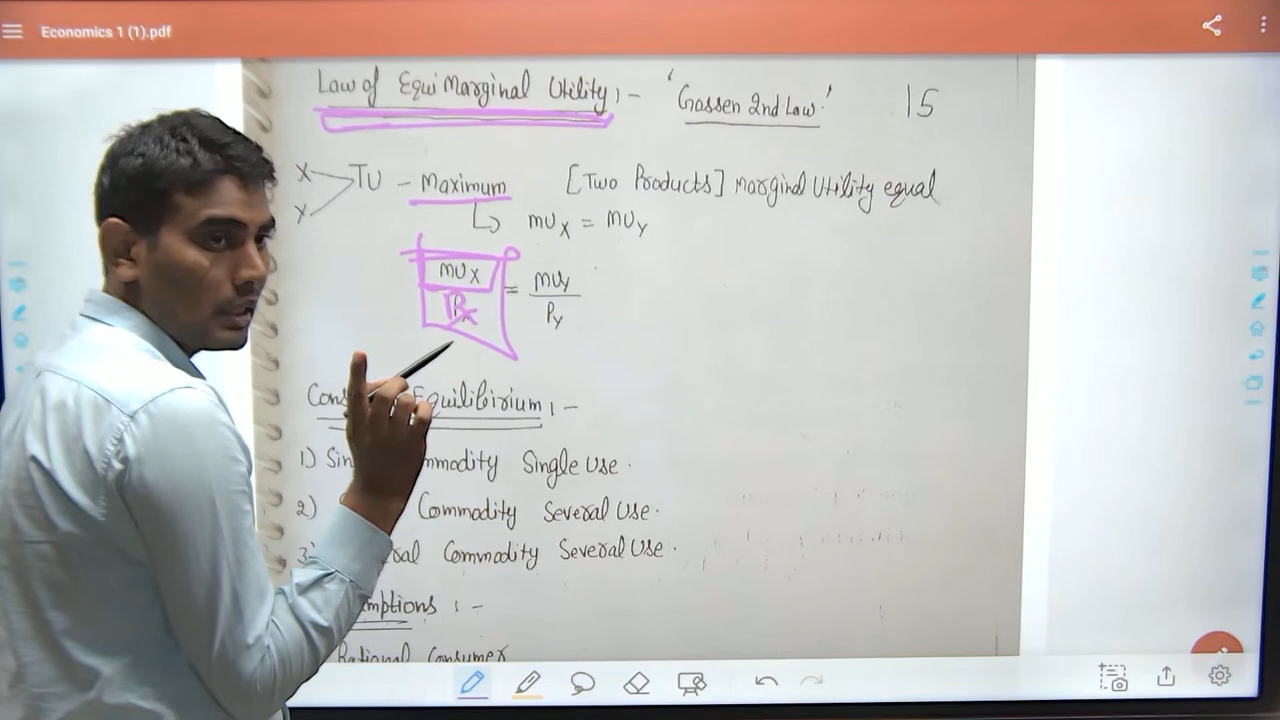 Economics 1 (1).pdf
Law of Equi Marginal Utility :- 'Gossen 2nd Law.' 15
X
Y
TU - Maximum [Two Products] Marginal Utility equal
MUX = MUY
MUX = MUY
PX PY
Equilibirium :-
1) Commodity Single Use.
2) Commodity Several Use.
3) Commodity Several Use.
:-
Rational Consumer